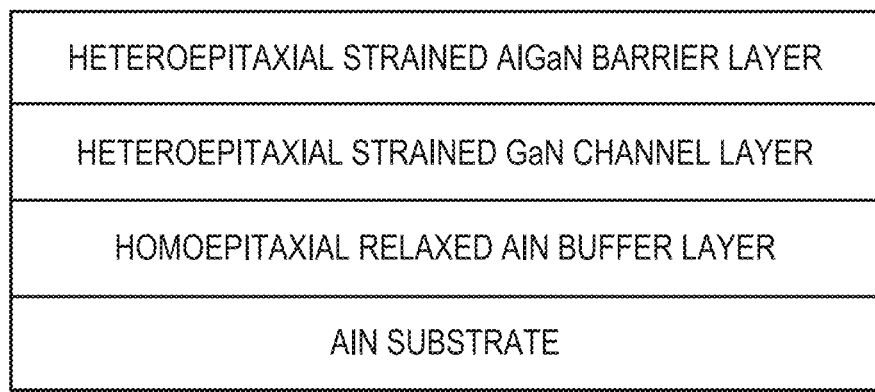 HETEROEPITAXIAL STRAINED AlGaN BARRIER LAYER
HETEROEPITAXIAL STRAINED GaN CHANNEL LAYER
HOMOEPITAXIAL RELAXED AlN BUFFER LAYER
AlN SUBSTRATE